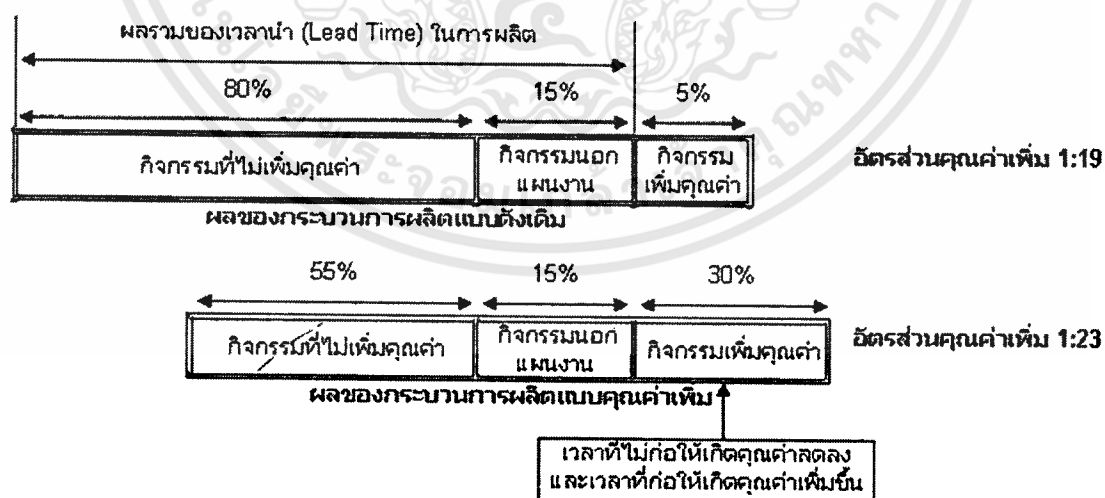 ผลรวมของเวลานำ (Lead Time) ในการผลิต
80% 15% 5%
กิจกรรมที่ไม่เพิ่มคุณค่า
กิจกรรมนอก
แผนงาน
กิจกรรม
เพิ่มคุณค่า
อัตรส่วนคุณค่าเพิ่ม 1:19
ผลของกระบวนการผลิตแบบดั่งเดิม
55% 15% 30%
กิจกรรมที่ไม่เพิ่มคุณค่า
กิจกรรมนอก
แผนงาน
กิจกรรมเพิ่มคุณค่า
อัตรส่วนคุณค่าเพิ่ม 1:23
ผลของกระบวนการผลิตแบบคุณค่าเพิ่ม
เวลาที่ไม่ก่อให้เกิดคุณค่าลดลง
และเวลาที่ก่อให้เกิดคุณค่าเพิ่มขึ้น